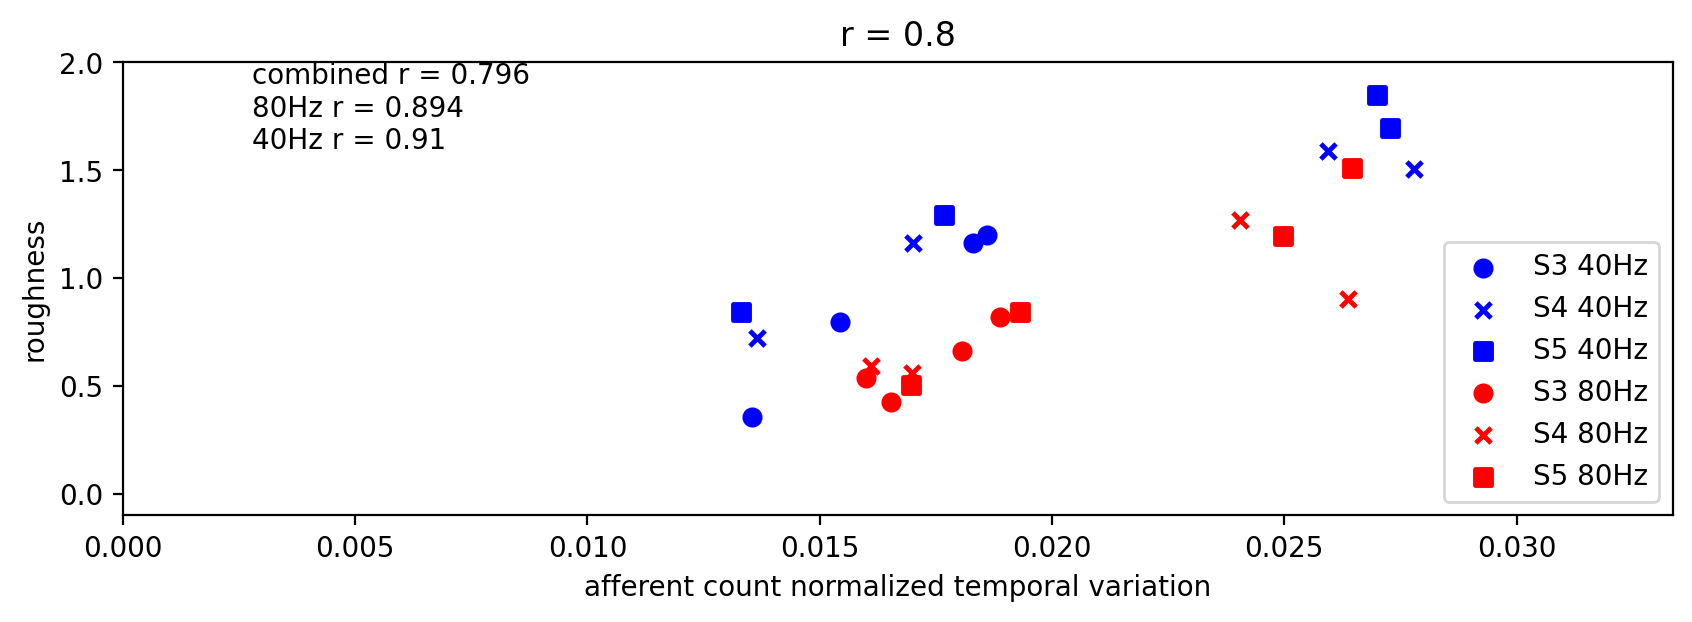 r = 0.8
combined r = 0.796
80Hz r = 0.894
40Hz r = 0.91
2.0
1.5
1.0
0.5
0.0
roughness
S3 40Hz
S4 40Hz
S5 40Hz
S3 80Hz
S4 80Hz
S5 80Hz
0.000 0.005 0.010 0.015 0.020 0.025 0.030
afferent count normalized temporal variation